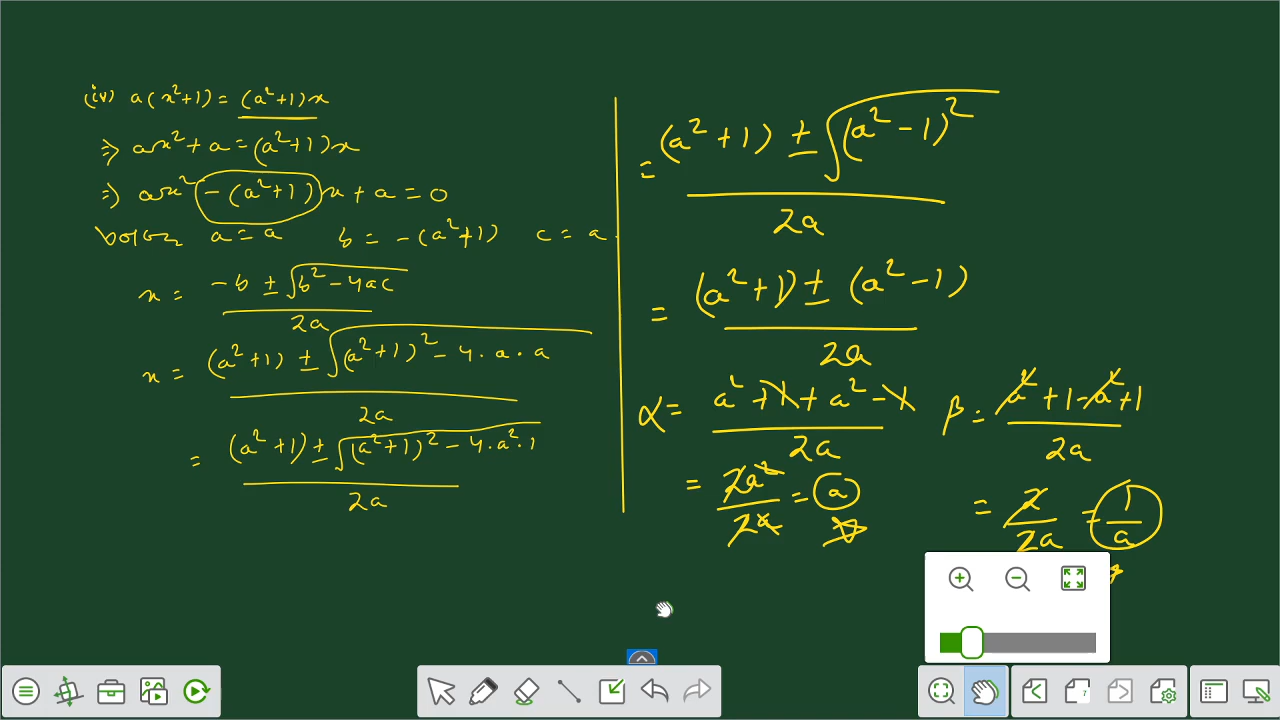 (iv) a(x²+1) = (a²+1)x
⇒ ax² + a = (a²+1)x
⇒ ax² - (a²+1)x + a = 0
a = a b = -(a²+1) c = a.
x = (-b ± √(b² - 4ac))/(2a)
x = ((a²+1) ± √((a²+1)² - 4·a·a))/(2a)
= ((a²+1) ± √((a²+1)² - 4·a²·1))/(2a)
= ((a²+1) ± √((a²-1)²))/(2a)
= ((a²+1) ± (a²-1))/(2a)
α = (a²+1+a²-1)/(2a)
= 2a²/2a = a
β = (a²+1-a²+1)/(2a)
= 2/2a = 1/a